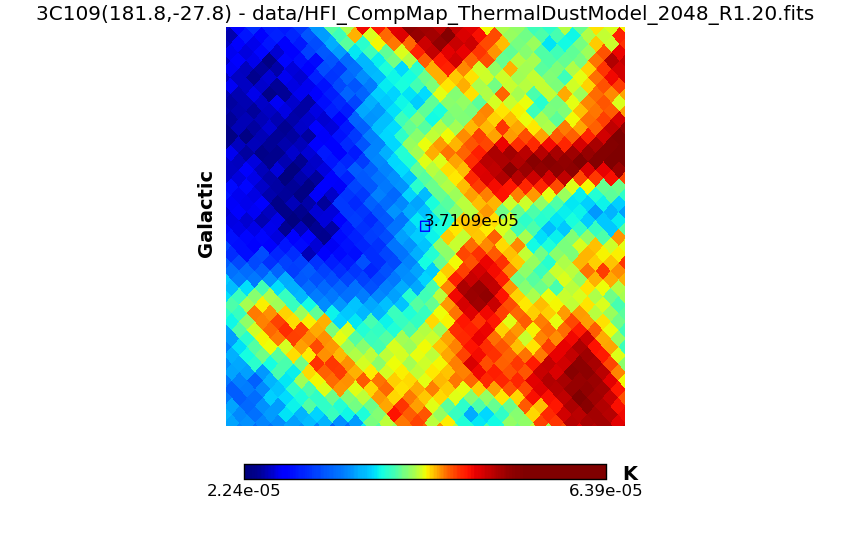 3C109(181.8,-27.8) - data/HFI_CompMap_ThermalDustModel_2048_R1.20.fits
Galactic
3.7109e-05
K
2.24e-05 6.39e-05